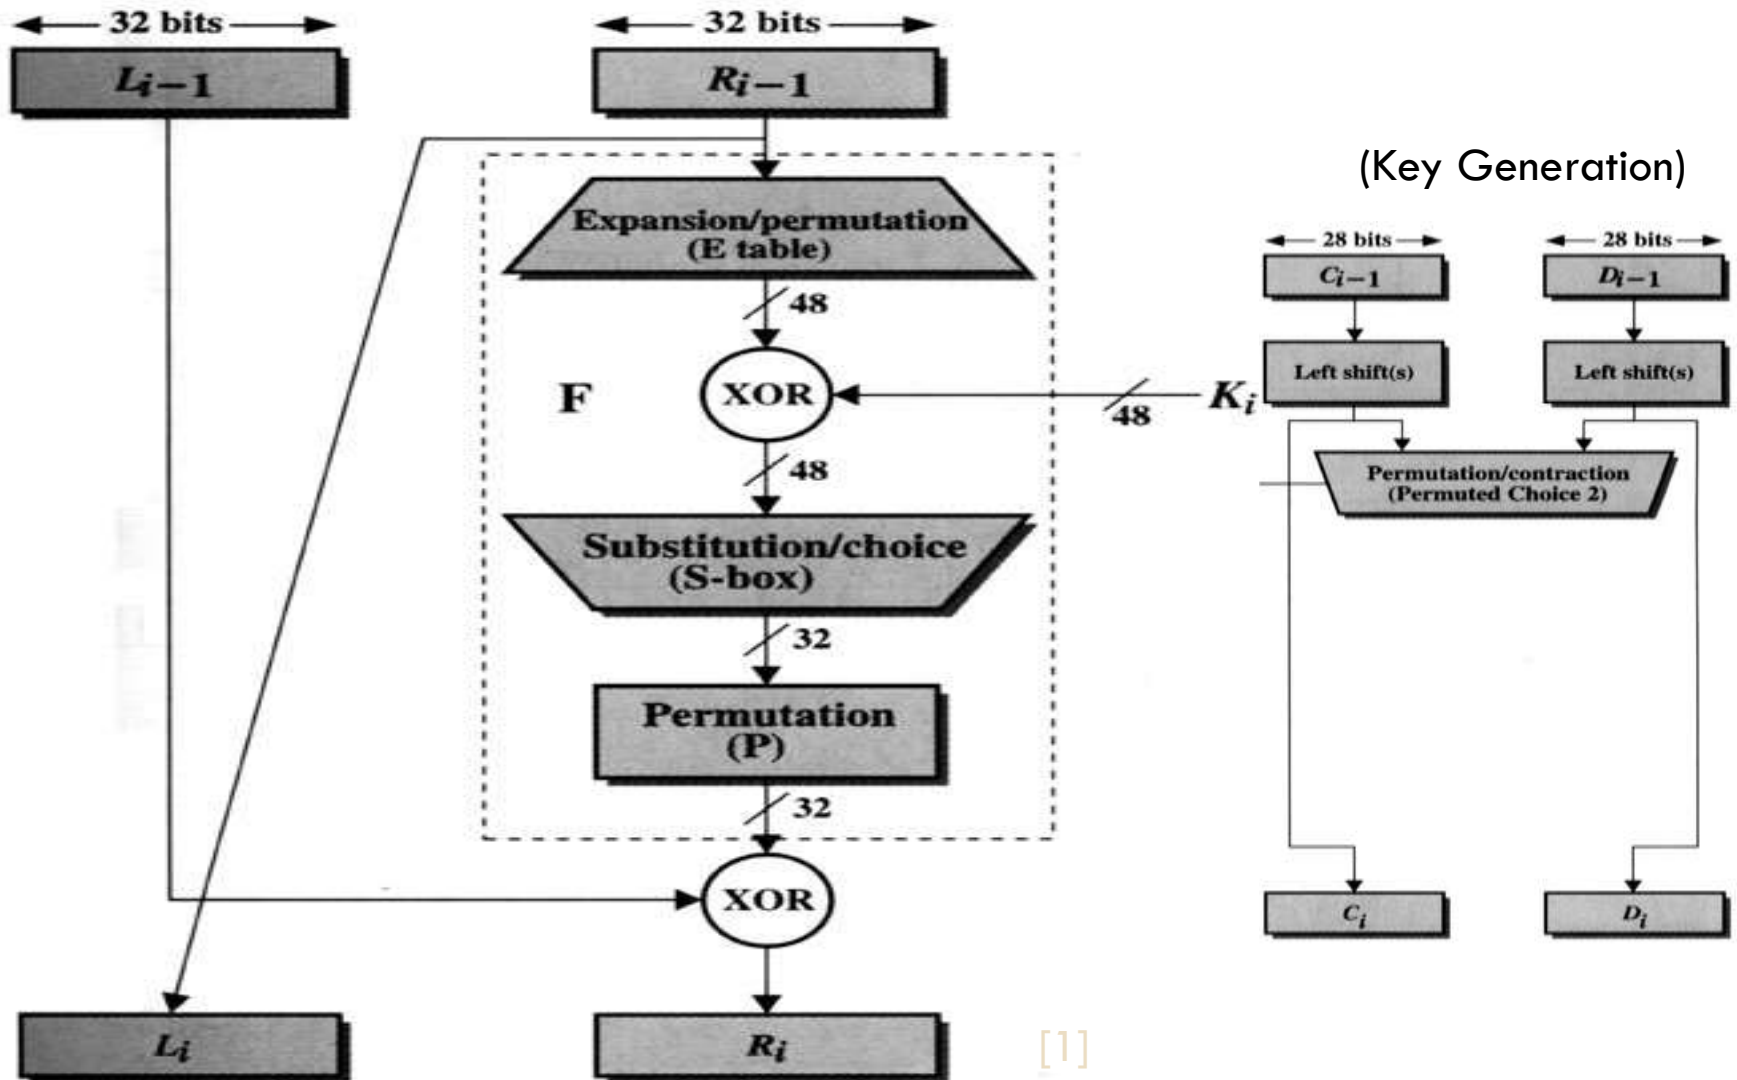 32 bits
32 bits
Li−1
Ri−1
(Key Generation)
Expansion/permutation
(E table)
28 bits
28 bits
Ci−1
Di−1
48
F
XOR
48
Ki
Left shift(s)
Left shift(s)
48
Permutation/contraction
(Permuted Choice 2)
Substitution/choice
(S-box)
32
Permutation
(P)
32
XOR
Ci
Di
Li
Ri
[1]